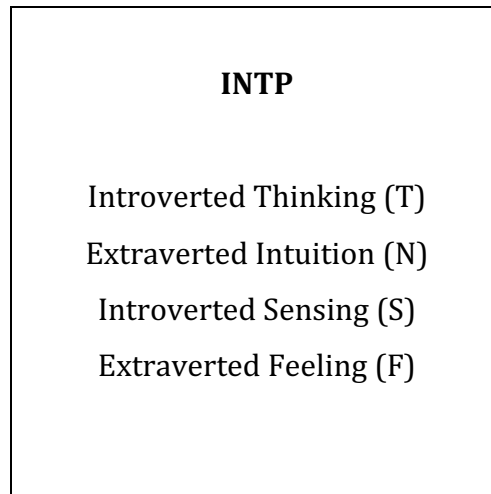 INTP
Introverted Thinking (T)
Extraverted Intuition (N)
Introverted Sensing (S)
Extraverted Feeling (F)